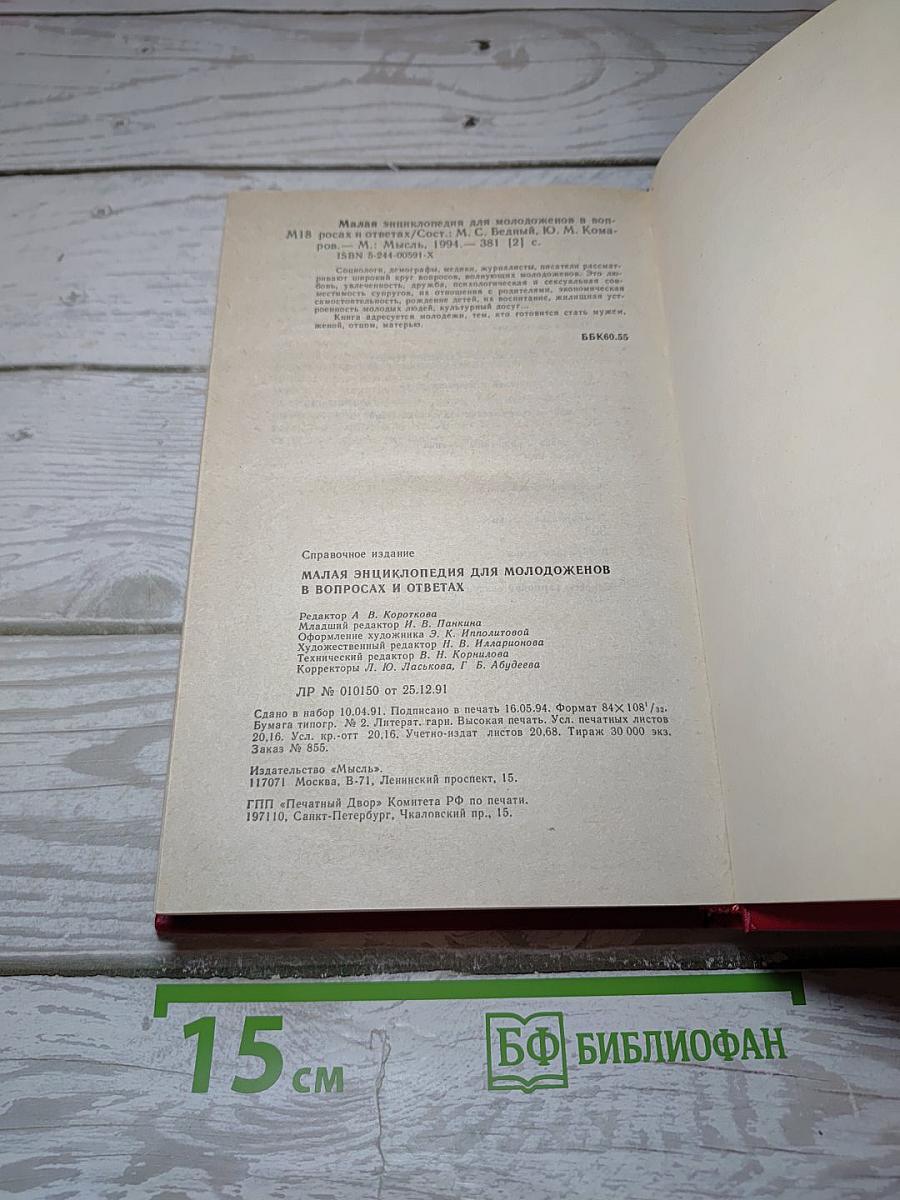 Малая энциклопедия для молодоженов в воп-
М18 росах и ответах/Сост.: М. С. Бедный, Ю. М. Кома-
ров.— М.: Мысль, 1994.— 381 [2] с.
ISBN 5-244-00591-X
Социологи, демографы, медики, журналисты, писатели рассмат-
ривают широкий круг вопросов, волнующих молодоженов. Это лю-
бовь, увлеченность, дружба, психологическая и сексуальная сов-
местимость супругов, их отношения с родителями, экономическая
самостоятельность, рождение детей, их воспитание, жилищная уст-
роенность молодых людей, культурный досуг...
Книга адресуется молодежи, тем, кто готовится стать мужем,
женой, отцом, матерью.
ББК60.55
Справочное издание
МАЛАЯ ЭНЦИКЛОПЕДИЯ ДЛЯ МОЛОДОЖЕНОВ
В ВОПРОСАХ И ОТВЕТАХ
Редактор А В. Короткова
Младший редактор И. В. Панкина
Оформление художника Э. К. Ипполитовой
Художественный редактор Н. В. Илларионова
Технический редактор В. Н. Корнилова
Корректоры Л. Ю. Ласькова, Г Б. Абудеева
ЛР № 010150 от 25.12.91
Сдано в набор 10.04.91. Подписано в печать 16.05.94. Формат 84×108¹/₃₂.
Бумага типогр. № 2. Литерат. гарн. Высокая печать. Усл. печатных листов
20,16. Усл. кр.-отт 20,16. Учетно-издат листов 20,68. Тираж 30 000 экз.
Заказ № 855.
Издательство «Мысль».
117071 Москва, В-71, Ленинский проспект, 15.
ГПП «Печатный Двор» Комитета РФ по печати.
197110, Санкт-Петербург, Чкаловский пр., 15.
15 см
БФ БИБЛИОФАН